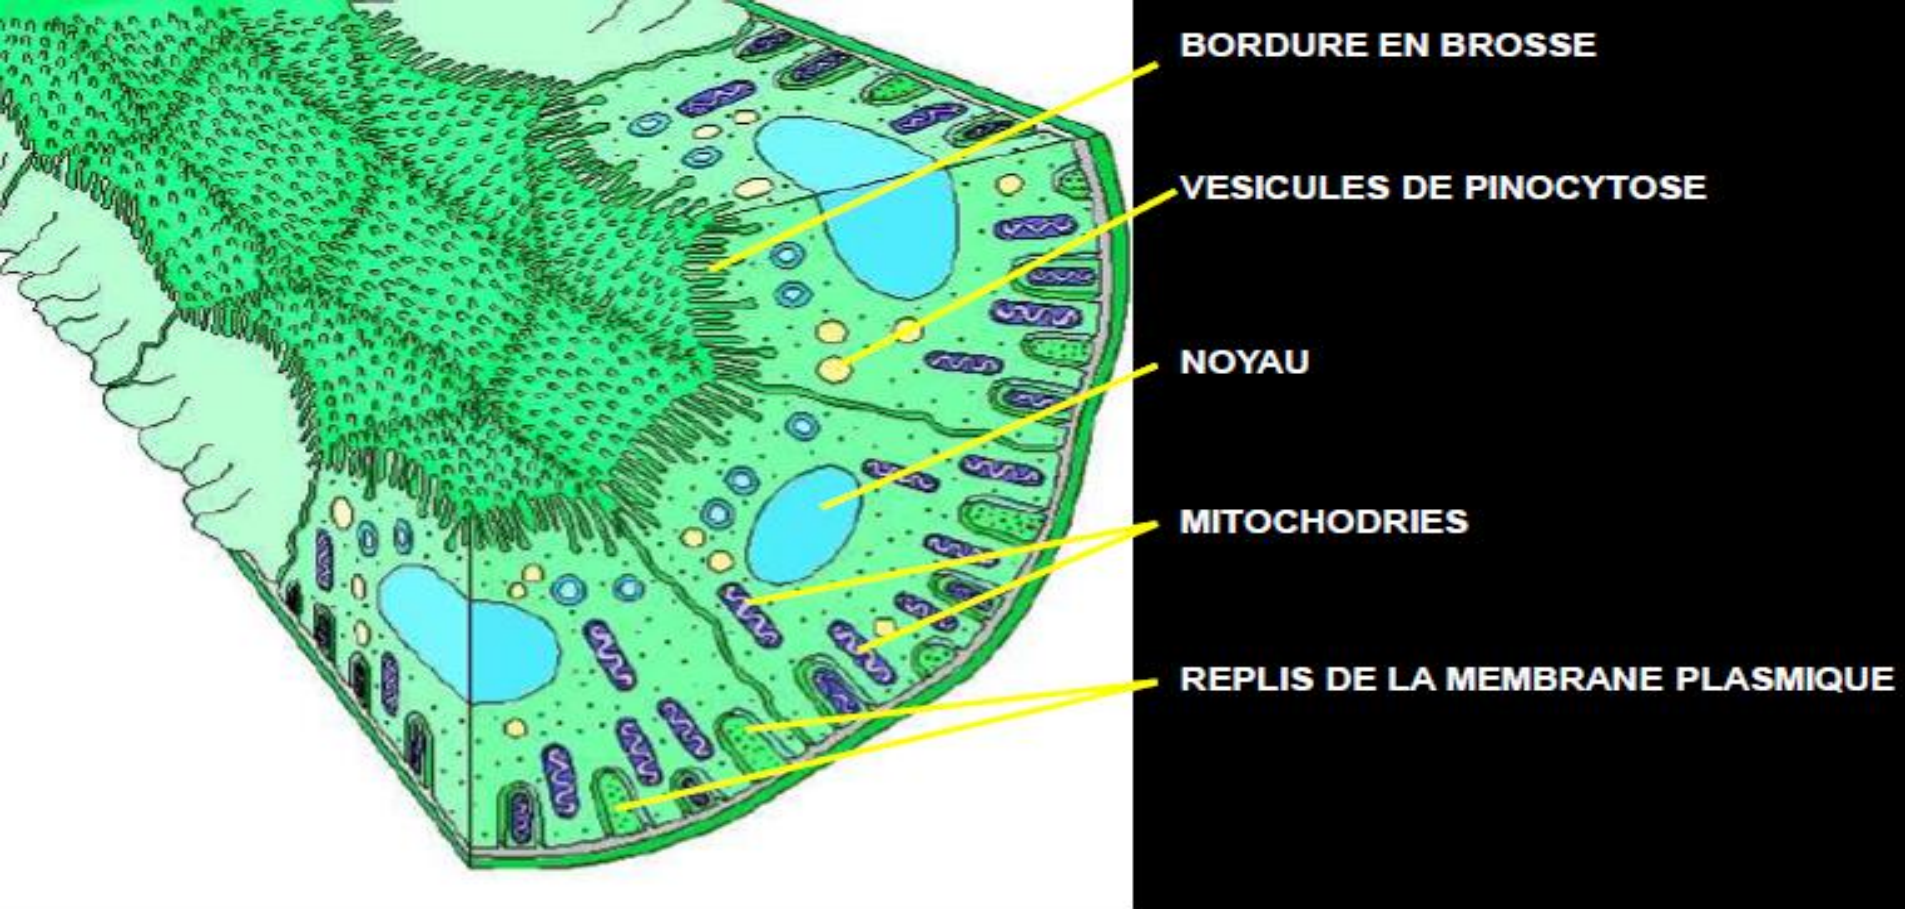 BORDURE EN BROSSE
VESICULES DE PINOCYTOSE
NOYAU
MITOCHODRIES
REPLIS DE LA MEMBRANE PLASMIQUE